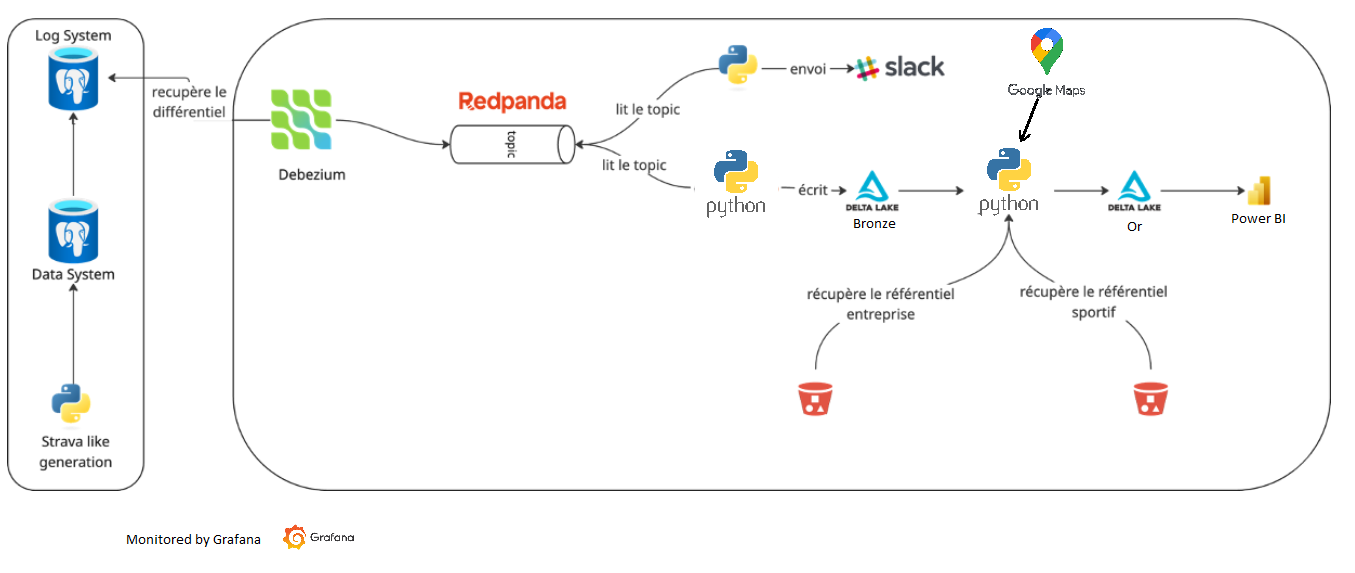 Log System
recupère le
différentiel
Debezium
Redpanda
topic
lit le topic
lit le topic
envoi
slack
Google Maps
python
écrit
DELTA LAKE
Bronze
python
DELTA LAKE
Or
Power BI
Data System
récupère le référentiel
entreprise
récupère le référentiel
sportif
Strava like
generation
Monitored by Grafana
Grafana